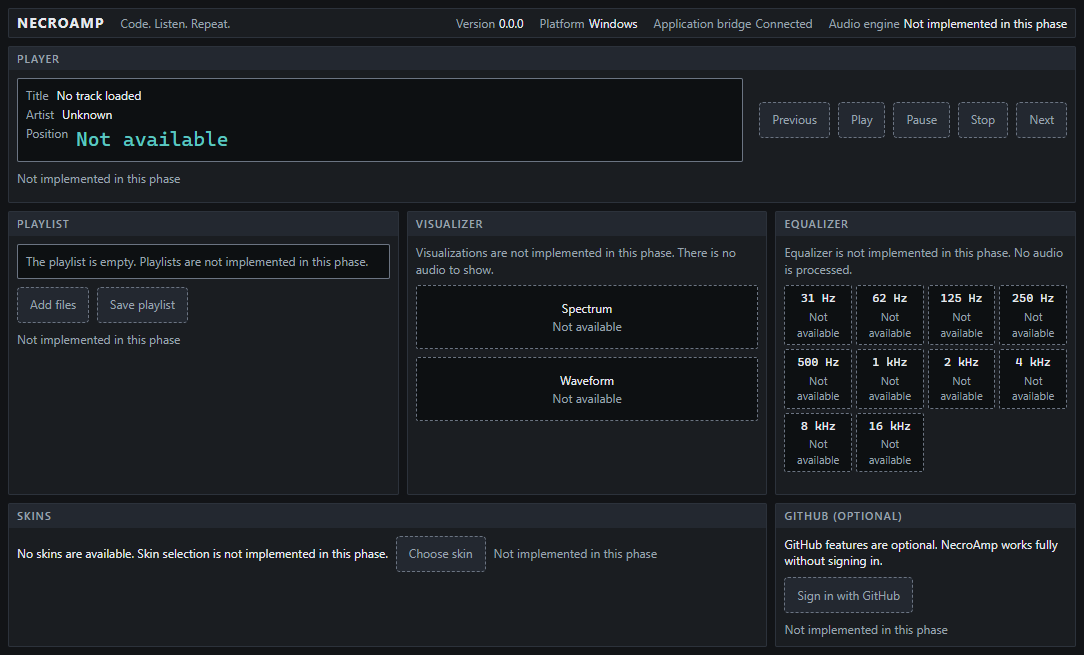 NECROAMP Code. Listen. Repeat. Version 0.0.0 Platform Windows Application bridge Connected Audio engine Not implemented in this phase
PLAYER
Title No track loaded
Artist Unknown
Position Not available
Previous Play Pause Stop Next
Not implemented in this phase
PLAYLIST
The playlist is empty. Playlists are not implemented in this phase.
Add files Save playlist
Not implemented in this phase
VISUALIZER
Visualizations are not implemented in this phase. There is no
audio to show.
Spectrum
Not available
Waveform
Not available
EQUALIZER
Equalizer is not implemented in this phase. No audio
is processed.
31 Hz
Not
available
62 Hz
Not
available
125 Hz
Not
available
250 Hz
Not
available
500 Hz
Not
available
1 kHz
Not
available
2 kHz
Not
available
4 kHz
Not
available
8 kHz
Not
available
16 kHz
Not
available
SKINS
No skins are available. Skin selection is not implemented in this phase. Choose skin Not implemented in this phase
GITHUB (OPTIONAL)
GitHub features are optional. NecroAmp works fully
without signing in.
Sign in with GitHub
Not implemented in this phase